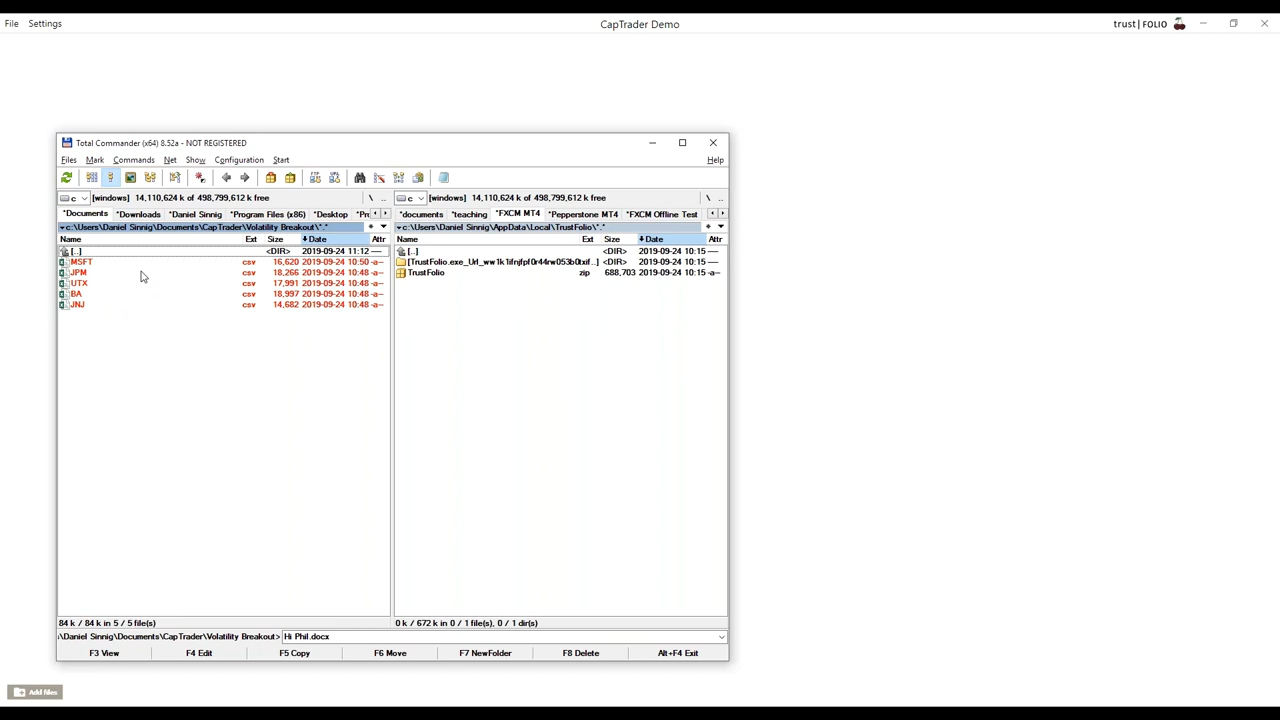 File Settings CapTrader Demo trust | FOLIO
Total Commander (x64) 8.52a - NOT REGISTERED
Files Mark Commands Net Show Configuration Start Help
c [windows] 14,110,624 k of 498,799,612 k free \ .. c [windows] 14,110,624 k of 498,799,612 k free \ ..
*Documents *Downloads *Daniel Sinnig *Program Files (x86) *Desktop *Pr *documents *teaching *FXCM MT4 *Pepperstone MT4 *FXCM Offline Test
c:\Users\Daniel Sinnig\Documents\CapTrader\Volatility Breakout\*.* * c:\Users\Daniel Sinnig\AppData\Local\TrustFolio\*.* *
Name Ext Size Date Attr Name Ext Size Date Attr
[..] <DIR> 2019-09-24 11:12 ---- [..] <DIR> 2019-09-24 10:15 ----
MSFT csv 16,620 2019-09-24 10:50 -a-- <DIR> 2019-09-24 10:15 ----
JPM csv 18,266 2019-09-24 10:48 -a-- TrustFolio zip 688,703 2019-09-24 10:15 -a--
UTX csv 17,991 2019-09-24 10:48 -a--
BA csv 18,997 2019-09-24 10:48 -a--
JNJ csv 14,682 2019-09-24 10:48 -a--
84 k / 84 k in 5 / 5 file(s) 0 k / 672 k in 0 / 1 file(s), 0 / 1 dir(s)
\Daniel Sinnig\Documents\CapTrader\Volatility Breakout> Hi Phil.docx
F3 View F4 Edit F5 Copy F6 Move F7 NewFolder F8 Delete Alt+F4 Exit
Add files